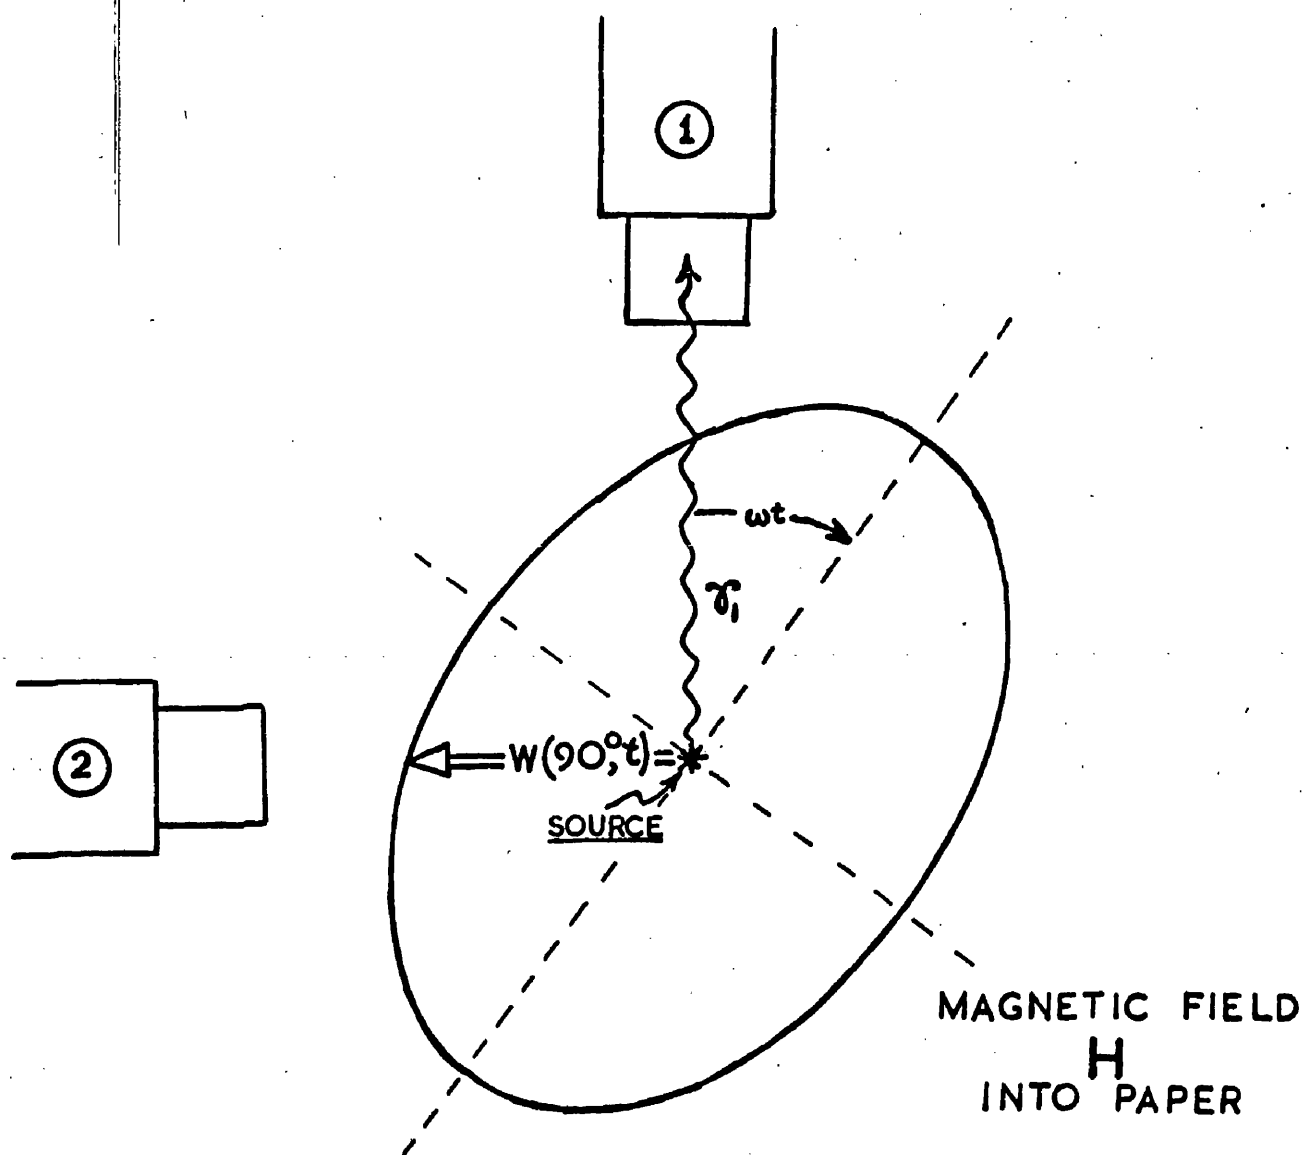 1
ωt
γ₁
2
W(90°,t)=
SOURCE
MAGNETIC FIELD
H
INTO PAPER